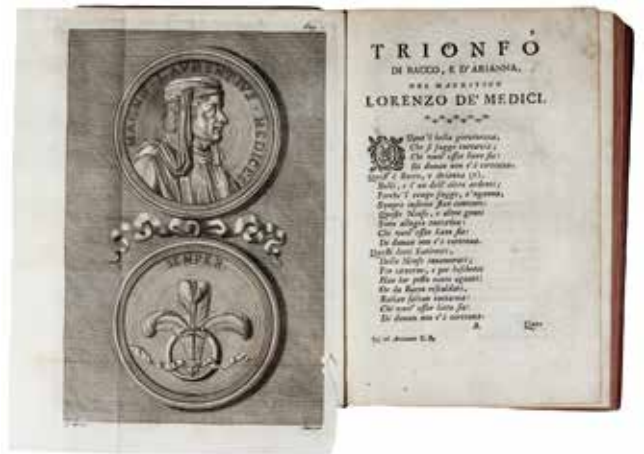 MAGNVS LAVRENTIVS MEDICES
SEMPER
TRIONFO
DI BACCO, E D'ARIANNA,
DEL MAGNIFICO
LORENZO DE' MEDICI.
Quant'è bella giovinezza,
Che si fugge tuttavia;
Chi vuol' esser lieto sia:
Di doman non c'è certezza.
Quest' è Bacco, e Arianna
Belli, e l' un dell' altro ardenti;
Perchè 'l tempo fugge, e 'nganna,
Sempre insieme stan contenti:
Queste Ninfe, e altre genti
Sono allegre tuttavia:
Chi vuol' esser lieto sia:
Di doman non c'è certezza.
Questi lieti Satiretti,
Delle Ninfe innamorati,
Per caverne, e per boschetti
Han lor posto cento aguati:
Or da Bacco riscaldati,
Ballan saltan tuttavia:
Chi vuol' esser lieto sia:
Di doman non c'è certezza.
A